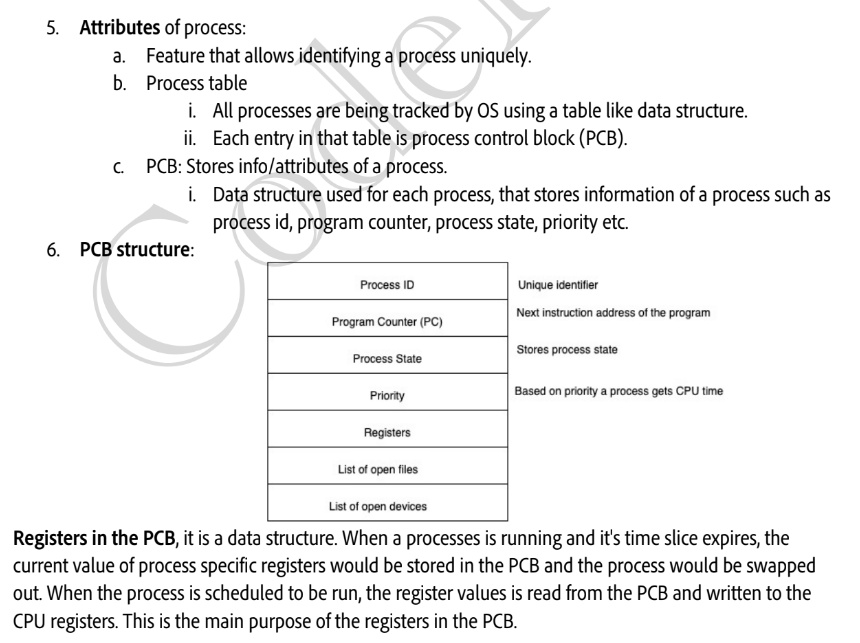 5. Attributes of process:
a. Feature that allows identifying a process uniquely.
b. Process table
i. All processes are being tracked by OS using a table like data structure.
ii. Each entry in that table is process control block (PCB).
c. PCB: Stores info/attributes of a process.
i. Data structure used for each process, that stores information of a process such as
process id, program counter, process state, priority etc.
6. PCB structure:
Process ID Unique identifier
Program Counter (PC) Next instruction address of the program
Process State Stores process state
Priority Based on priority a process gets CPU time
Registers
List of open files
List of open devices
Registers in the PCB, it is a data structure. When a processes is running and it's time slice expires, the
current value of process specific registers would be stored in the PCB and the process would be swapped
out. When the process is scheduled to be run, the register values is read from the PCB and written to the
CPU registers. This is the main purpose of the registers in the PCB.